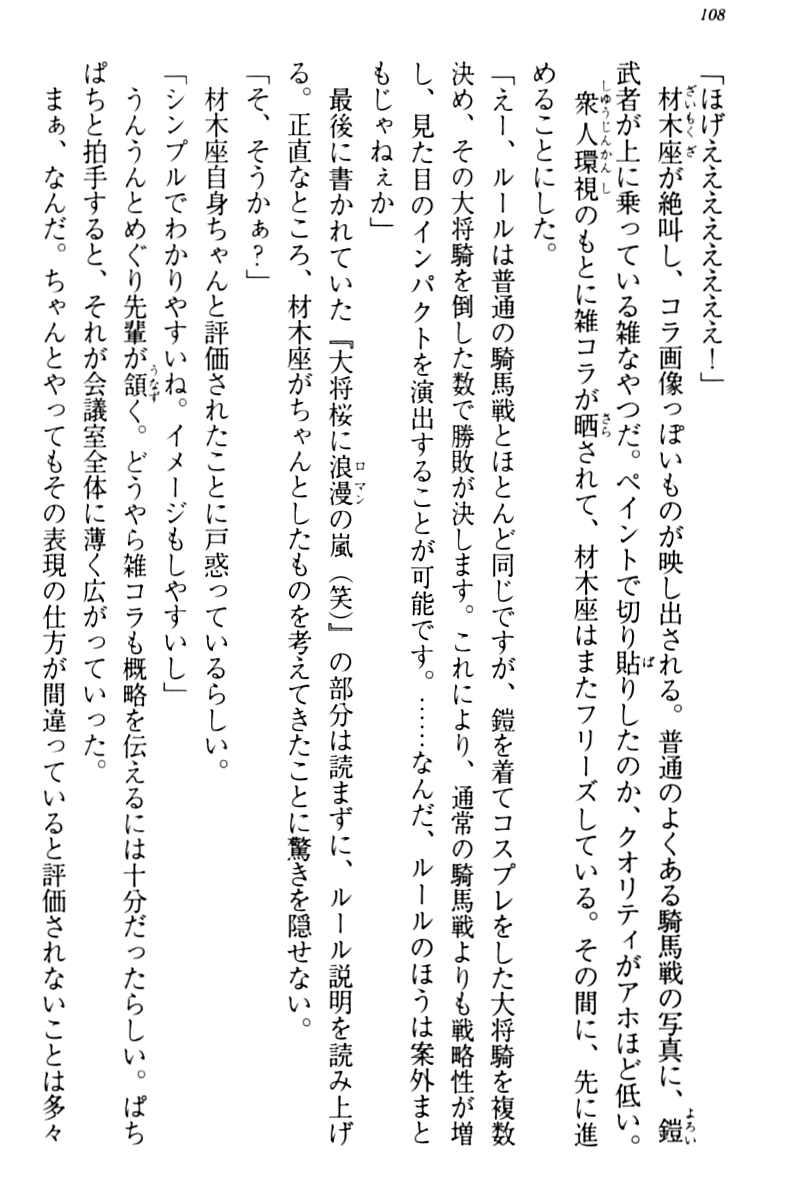 108
「ほげえええええええ！」
材木座が絶叫し、コラ画像っぽいものが映し出される。普通のよくある騎馬戦の写真に、鎧
武者が上に乗っている雑なやつだ。ペイントで切り貼りしたのか、クオリティがアホほど低い。
衆人環視のもとに雑コラが晒されて、材木座はまたフリーズしている。その間に、先に進
めることにした。
「えー、ルールは普通の騎馬戦とほとんど同じですが、鎧を着てコスプレをした大将騎を複数
決め、その大将騎を倒した数で勝敗が決します。これにより、通常の騎馬戦よりも戦略性が増
し、見た目のインパクトを演出することが可能です。……なんだ、ルールのほうは案外まと
もじゃねぇか」
最後に書かれていた『大将桜に浪漫の嵐（笑）』の部分は読まずに、ルール説明を読み上げ
る。正直なところ、材木座がちゃんとしたものを考えてきたことに驚きを隠せない。
「そ、そうかぁ？」
材木座自身ちゃんと評価されたことに戸惑っているらしい。
「シンプルでわかりやすいね。イメージもしやすいし」
うんうんとめぐり先輩が頷く。どうやら雑コラも概略を伝えるには十分だったらしい。ぱち
ぱちと拍手すると、それが会議室全体に薄く広がっていった。
まぁ、なんだ。ちゃんとやってもその表現の仕方が間違っていると評価されないことは多々